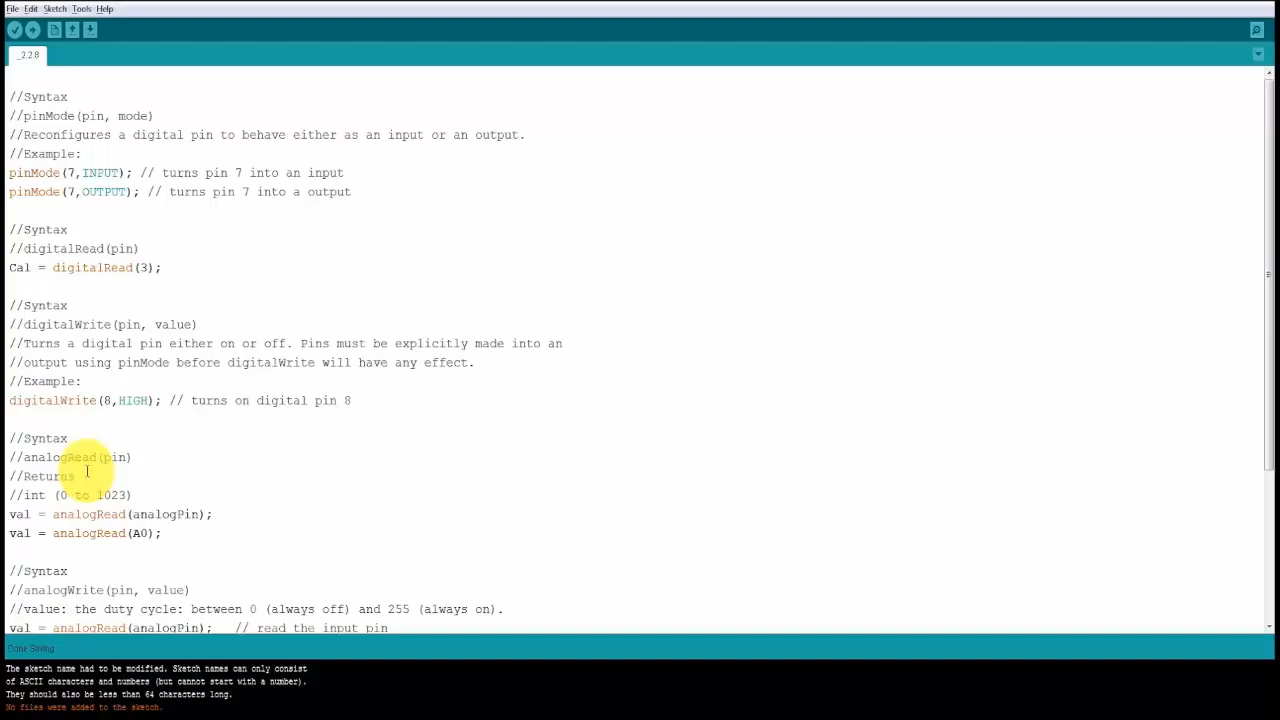 File Edit Sketch Tools Help
_2.2.8
//Syntax
//pinMode(pin, mode)
//Reconfigures a digital pin to behave either as an input or an output.
//Example:
pinMode(7,INPUT); // turns pin 7 into an input
pinMode(7,OUTPUT); // turns pin 7 into a output
//Syntax
//digitalRead(pin)
Cal = digitalRead(3);
//Syntax
//digitalWrite(pin, value)
//Turns a digital pin either on or off. Pins must be explicitly made into an
//output using pinMode before digitalWrite will have any effect.
//Example:
digitalWrite(8,HIGH); // turns on digital pin 8
//Syntax
//analogRead(pin)
//Returns
//int (0 to 1023)
val = analogRead(analogPin);
val = analogRead(A0);
//Syntax
//analogWrite(pin, value)
//value: the duty cycle: between 0 (always off) and 255 (always on).
val = analogRead(analogPin); // read the input pin
Done Saving.
The sketch name had to be modified. Sketch names can only consist
of ASCII characters and numbers (but cannot start with a number).
They should also be less than 64 characters long.
No files were added to the sketch.